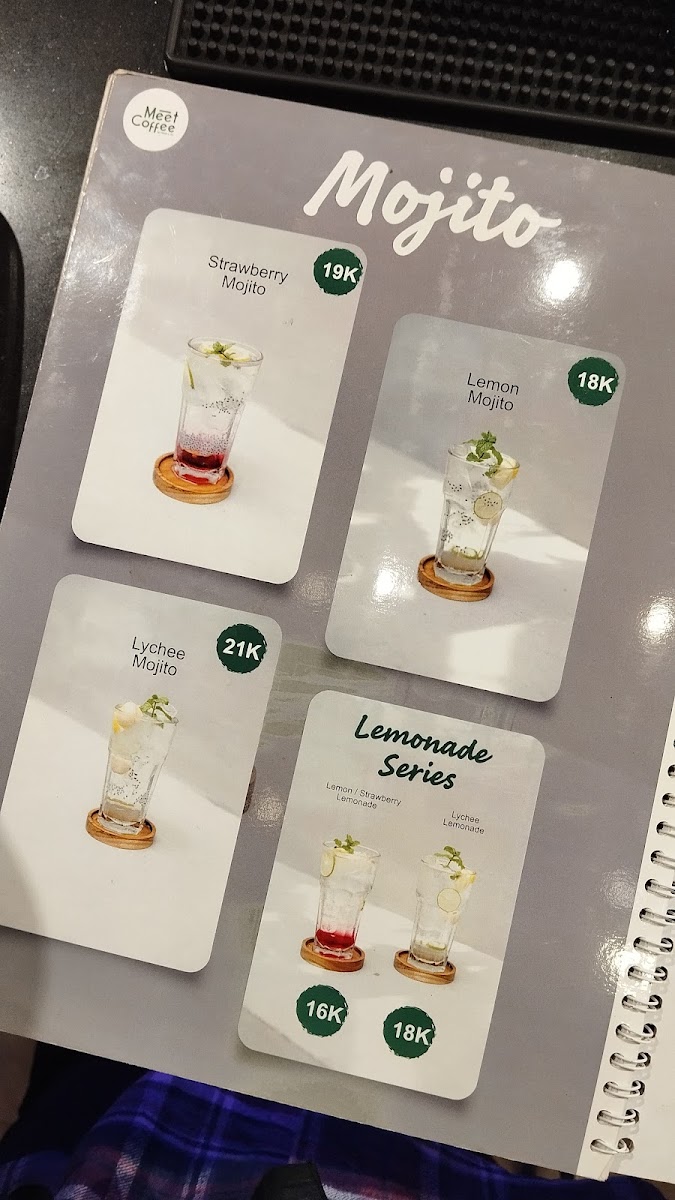 Meet
Coffee
Mojito
Strawberry
Mojito
19K
Lemon
Mojito
18K
Lychee
Mojito
21K
Lemonade
Series
Lemon / Strawberry
Lemonade
Lychee
Lemonade
16K
18K